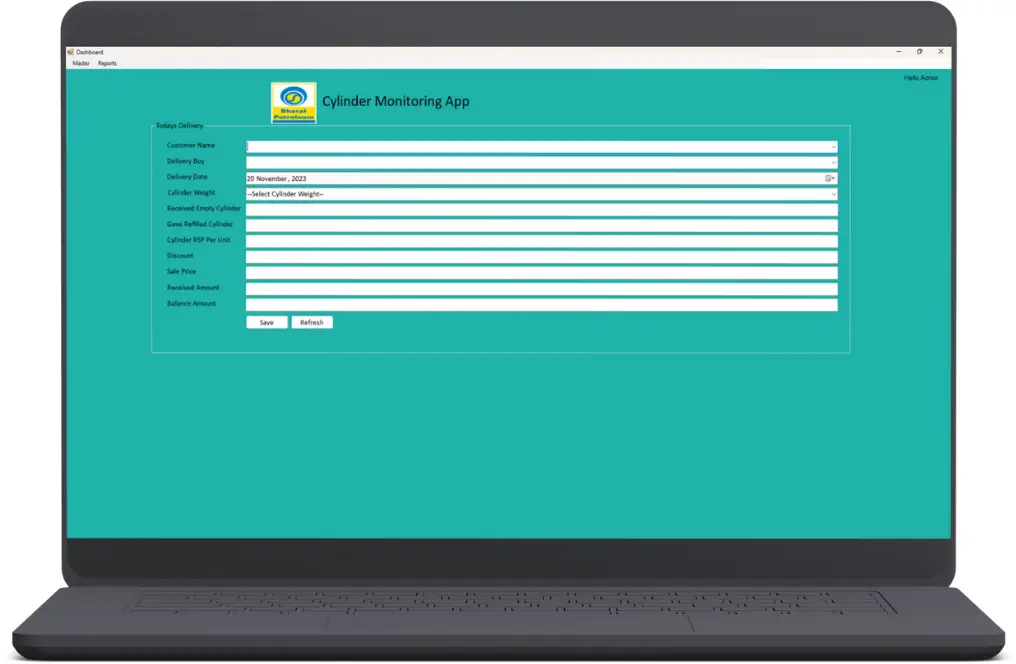 Dashboard
Master Reports
Hello Admin
Bharat
Petroleum
Cylinder Monitoring App
Todays Delivery
Customer Name
Delivery Boy
Delivery Date 20 November, 2023
Cylinder Weight --Select Cylinder Weight--
Received Empty Cylinder
Gave Refilled Cylinder
Cylinder RSP Per Unit
Discount
Sale Price
Received Amount
Balance Amount
Save Refresh